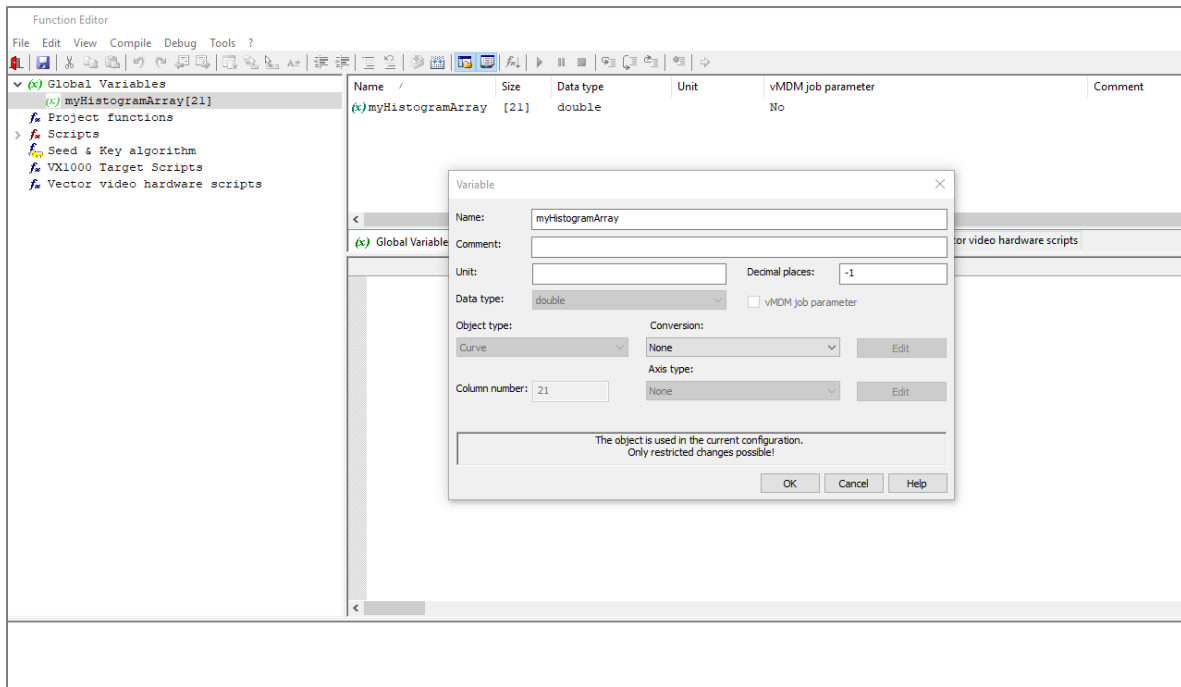 Function Editor
File Edit View Compile Debug Tools ?
(x) Global Variables
(x) myHistogramArray[21]
Project functions
Scripts
Seed & Key algorithm
VX1000 Target Scripts
Vector video hardware scripts
Name Size Data type Unit vMDM job parameter Comment
(x) myHistogramArray [21] double No
(x) Global Variable
tor video hardware scripts
Variable
Name: myHistogramArray
Comment:
Unit: Decimal places: -1
Data type: double vMDM job parameter
Object type: Conversion:
Curve None Edit
Axis type:
Column number: 21 None Edit
The object is used in the current configuration.
Only restricted changes possible!
OK Cancel Help